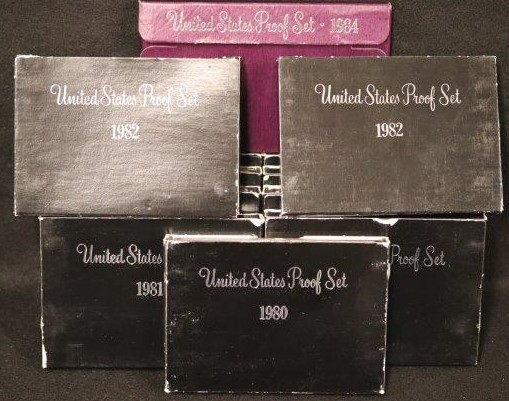 United States Proof Set - 1984
United States Proof Set
1982
United States Proof Set
1982
United States
1981
Proof Set
United States Proof Set
1980